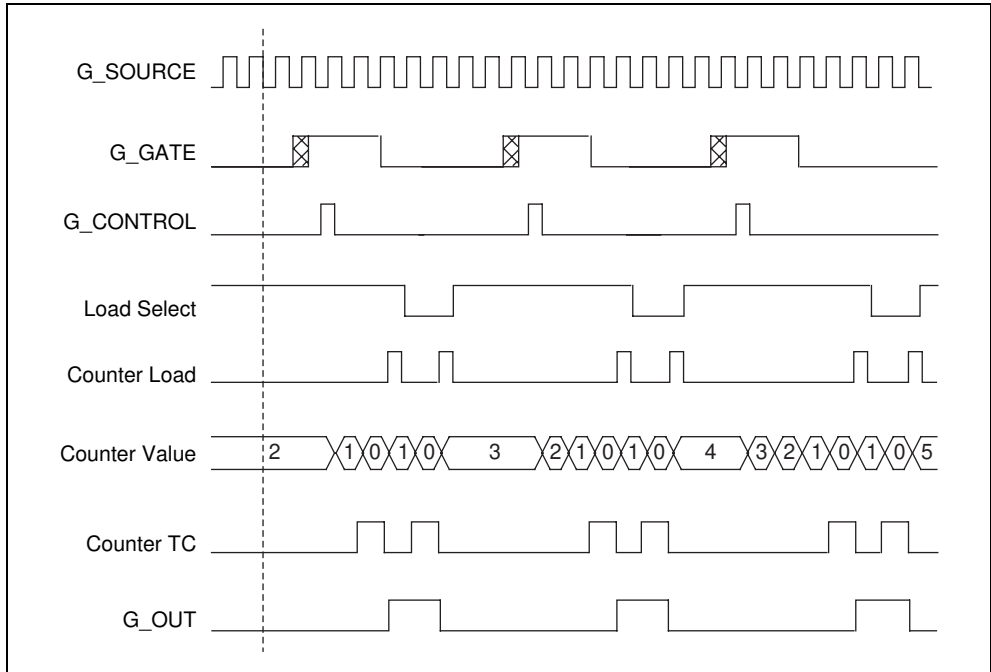 G_SOURCE
G_GATE
G_CONTROL
Load Select
Counter Load
Counter Value 2 1 0 1 0 3 2 1 0 1 0 4 3 2 1 0 1 0 5
Counter TC
G_OUT